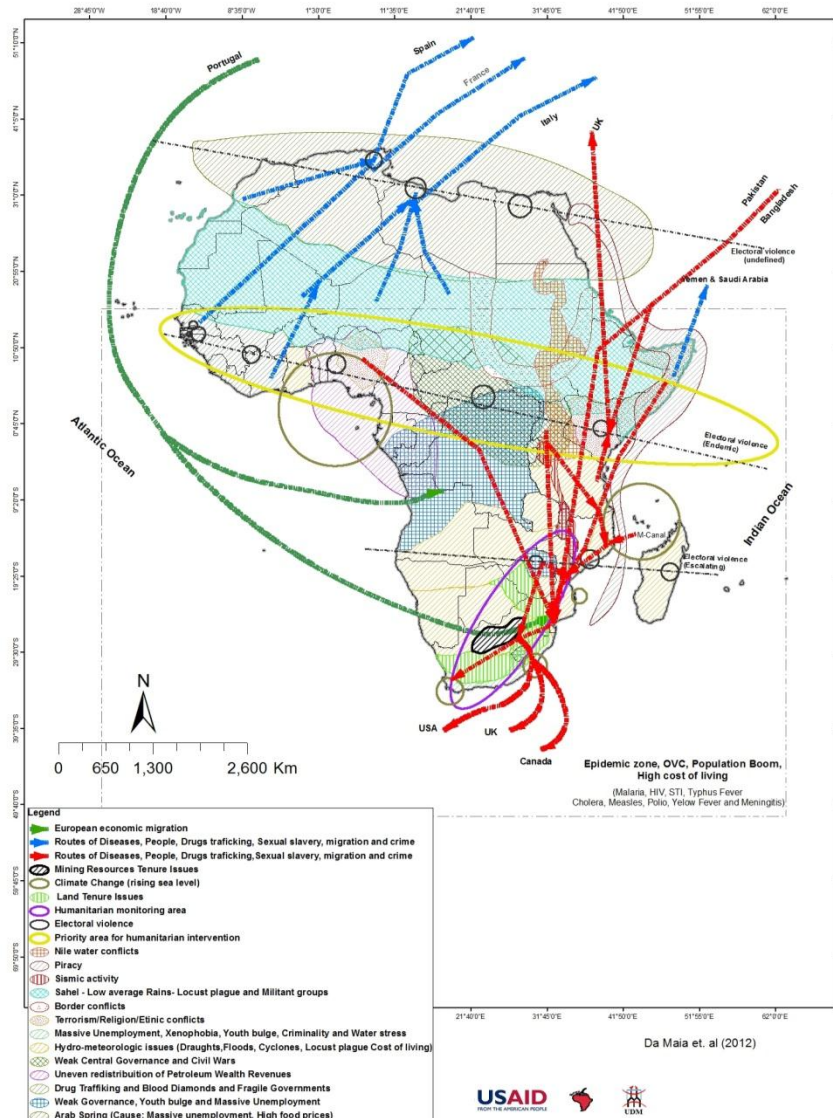 28°45'0"W
18°40'0"W
8°35'0"W
1°30'0"E
11°35'0"E
21°40'0"E
31°45'0"E
41°50'0"E
51°55'0"E
62°0'0"E
Portugal
Spain
France
Italy
UK
Pakistan
Bangladesh
Electoral violence
(undefined)
Yemen & Saudi Arabia
Atlantic Ocean
Electoral violence
(Endemic)
Indian Ocean
M-Canal
Electoral violence
(Escalating)
N
0 650 1,300 2,600 Km
USA
UK
Canada
Epidemic zone, OVC, Population Boom,
High cost of living
(Malaria, HIV, STI, Typhus Fever
Cholera, Measles, Polio, Yelow Fever and Meningitis)
Legend
European economic migration
Routes of Diseases, People, Drugs traficking, Sexual slavery, migration and crime
Routes of Diseases, People, Drugs traficking,Sexual slavery, migration and crime
Mining Resources Tenure Issues
Climate Change (rising sea level)
Land Tenure Issues
Humanitarian monitoring area
Electoral violence
Priority area for humanitarian intervention
Nile water conflicts
Piracy
Sismic activity
Sahel - Low average Rains- Locust plague and Militant groups
Border conflicts
Terrorism/Religion/Etinic conflicts
Massive Unemployment, Xenophobia, Youth bulge, Criminality and Water stress
Hydro-meteorologic issues (Draughts,Floods, Cyclones, Locust plague Cost of living)
Weak Central Governance and Civil Wars
Uneven redistribution of Petroleum Wealth Revenues
Drug Traffiking and Blood Diamonds and Fragile Governments
Weak Governance, Youth bulge and Massive Unemployment
Arab Spring (Cause: Massive unemployment, High food prices)
21°40'0"E
31°45'0"E
41°50'0"E
51°55'0"E
62°0'0"E
Da Maia et. al (2012)
USAID
FROM THE AMERICAN PEOPLE
UDM